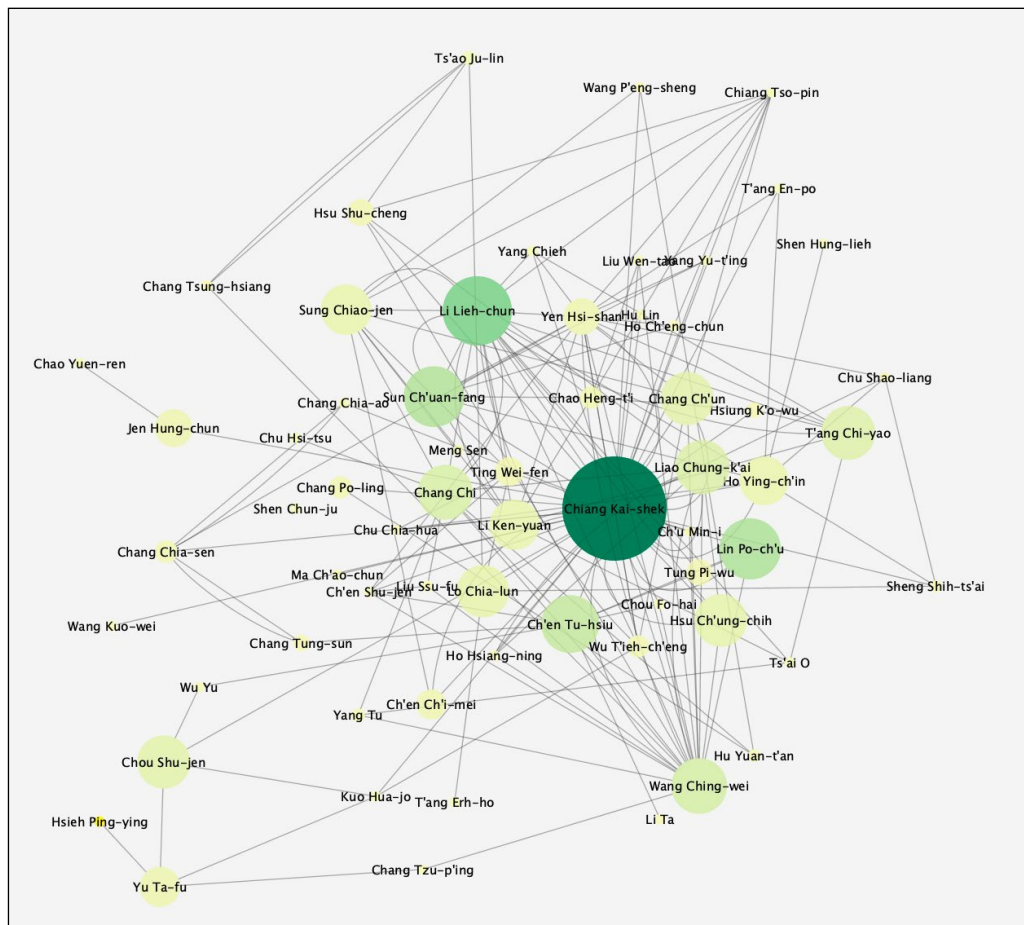 Ts'ao Ju-lin
Wang P'eng-sheng
Chiang Tso-pin
T'ang En-po
Hsu Shu-cheng
Shen Hung-lieh
Yang Chieh
Liu Wen-tao
Yang Yu-t'ing
Chang Tsung-hsiang
Sung Chiao-jen
Li Lieh-chun
Yen Hsi-shan
Hu Lin
Ho Ch'eng-chun
Chao Yuen-ren
Chu Shao-liang
Sun Ch'uan-fang
Chao Heng-t'i
Chang Ch'un
Chang Chia-ao
Hsiung K'o-wu
Jen Hung-chun
T'ang Chi-yao
Chu Hsi-tsu
Meng Sen
Liao Chung-k'ai
Ting Wei-fen
Ho Ying-ch'in
Chang Po-ling
Chang Chi
Shen Chun-ju
Chiang Kai-shek
Li Ken-yuan
Chu Chia-hua
Ch'u Min-i
Chang Chia-sen
Lin Po-ch'u
Ma Ch'ao-chun
Tung Pi-wu
Liu Ssu-fu
Sheng Shih-ts'ai
Ch'en Shu-jen
Lo Chia-lun
Chou Fo-hai
Wang Kuo-wei
Ch'en Tu-hsiu
Hsu Ch'ung-chih
Chang Tung-sun
Wu T'ieh-ch'eng
Ho Hsiang-ning
Ts'ai O
Wu Yu
Ch'en Ch'i-mei
Yang Tu
Hu Yuan-t'an
Chou Shu-jen
Wang Ching-wei
Kuo Hua-jo
T'ang Erh-ho
Li Ta
Hsieh Ping-ying
Chang Tzu-p'ing
Yu Ta-fu